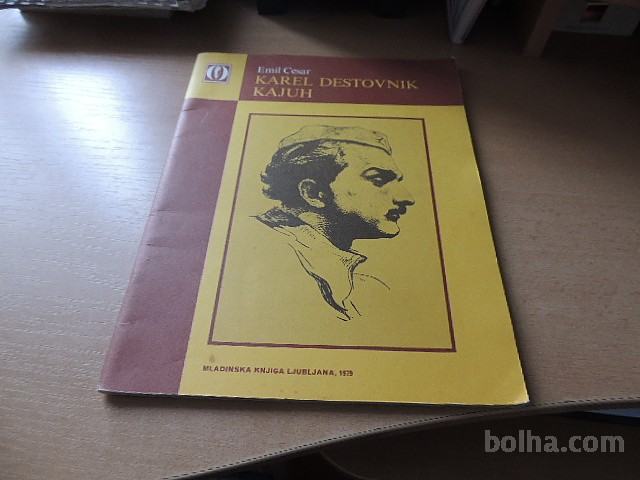 Emil Cesar
KAREL DESTOVNIK
KAJUH
MLADINSKA KNJIGA LJUBLJANA, 1979
bolha.com